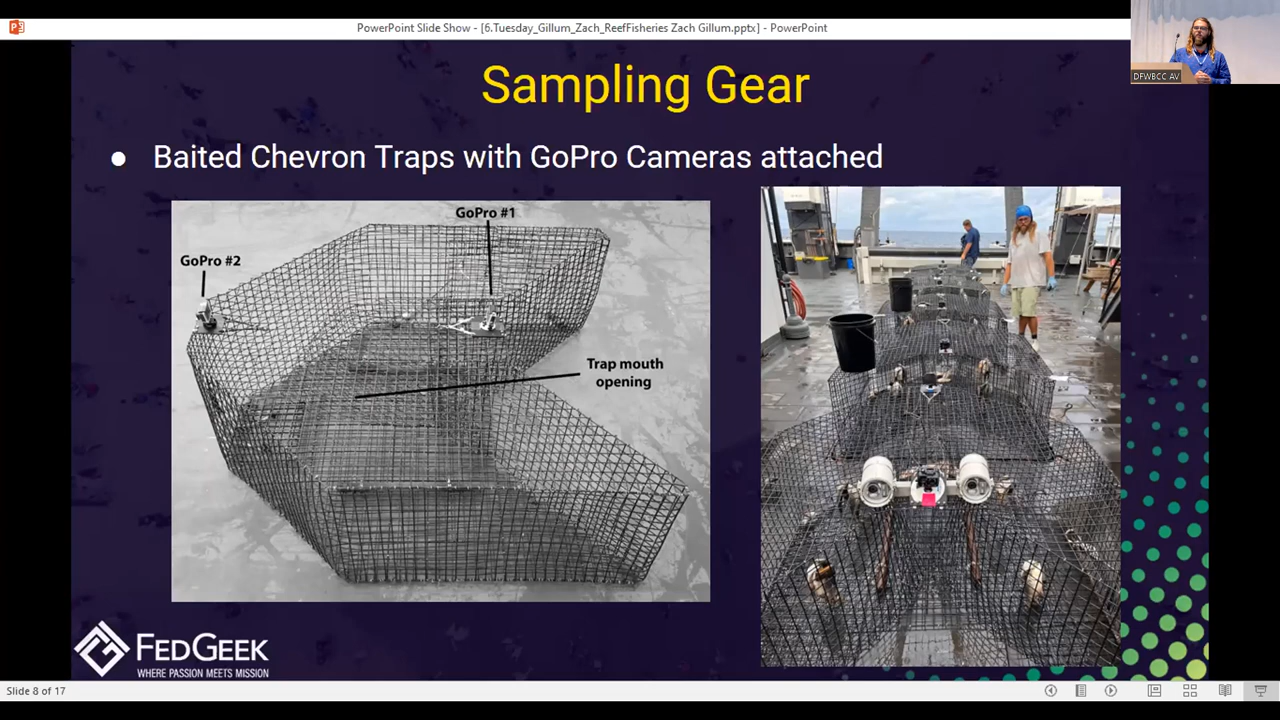 PowerPoint Slide Show - [6.Tuesday_Gillum_Zach_ReefFisheries Zach Gillum.pptx] - PowerPoint
DFWBCC AV
Sampling Gear
● Baited Chevron Traps with GoPro Cameras attached
GoPro #1
GoPro #2
Trap mouth
opening
FEDGEEK
WHERE PASSION MEETS MISSION
Slide 8 of 17